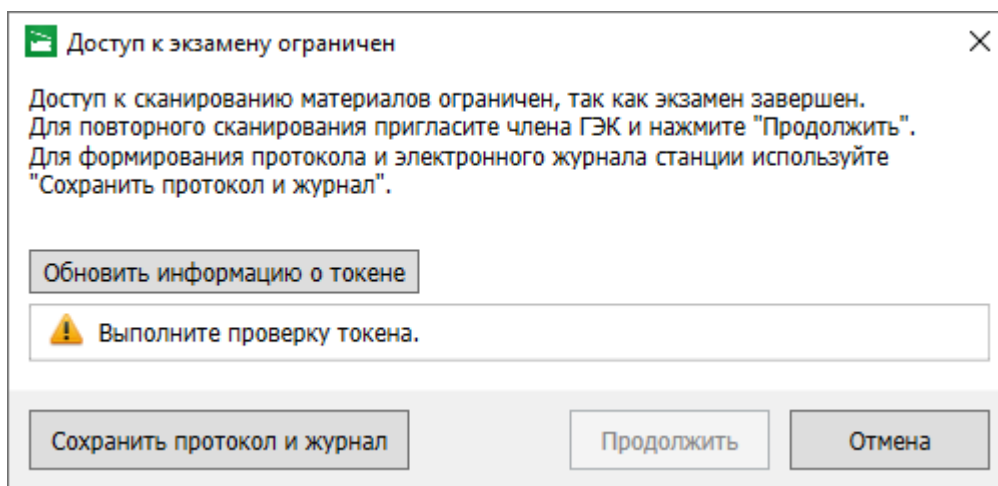 Доступ к экзамену ограничен
Доступ к сканированию материалов ограничен, так как экзамен завершен.
Для повторного сканирования пригласите члена ГЭК и нажмите "Продолжить".
Для формирования протокола и электронного журнала станции используйте
"Сохранить протокол и журнал".
Обновить информацию о токене
Выполните проверку токена.
Сохранить протокол и журнал
Продолжить
Отмена